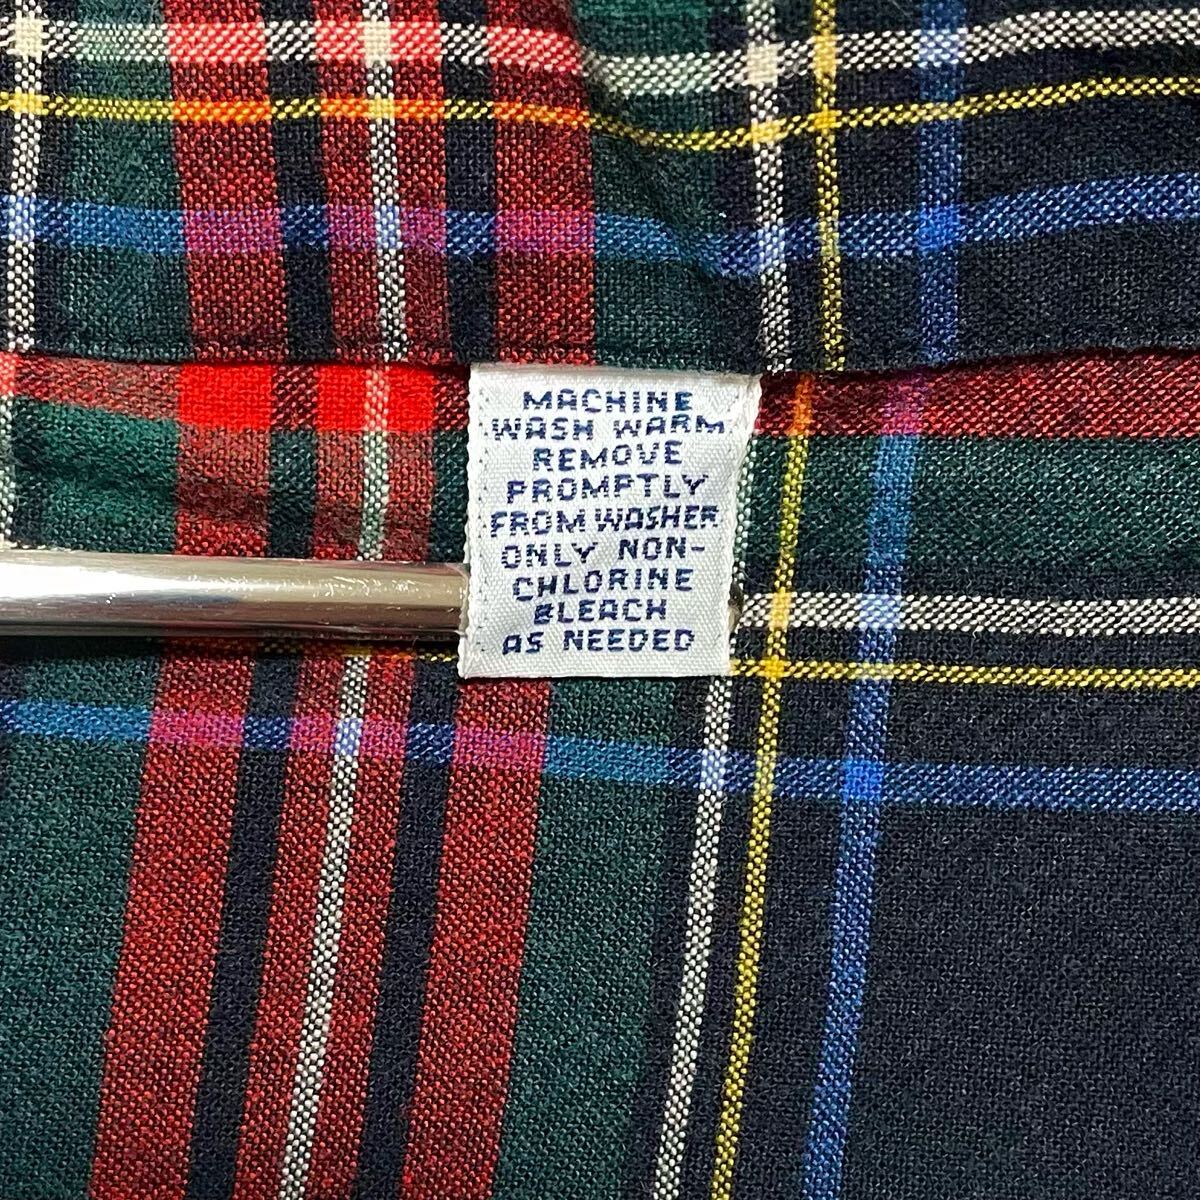 MACHINE
WASH WARM
REMOVE
PROMPTLY
FROM WASHER
ONLY NON-
CHLORINE
BLEACH
AS NEEDED